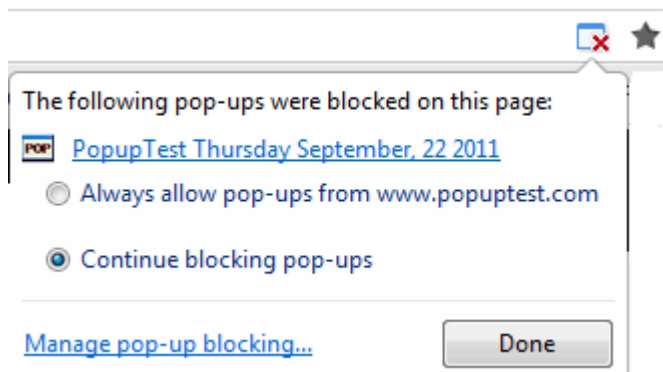 The following pop-ups were blocked on this page:
POP PopupTest Thursday September, 22 2011
Always allow pop-ups from www.popuptest.com
Continue blocking pop-ups
Manage pop-up blocking... Done